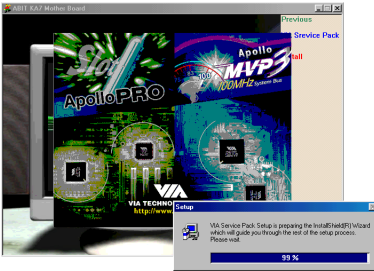 ABIT KA7 Mother Board
Previous
Srevice Pack
Slot
ApolloPRO
Apollo
MVP3
100MHz System Bus
VIA
VIA TECHNO
http://www.
Setup
VIA Service Pack Setup is preparing the InstallShield(R) Wizard
which will guide you through the rest of the setup process.
Please wait.
99 %